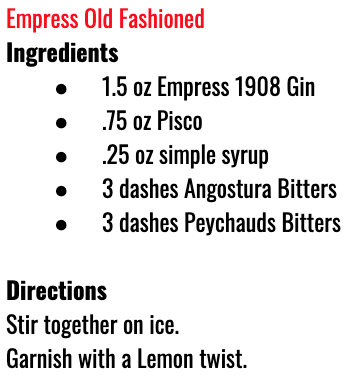 Empress Old Fashioned
Ingredients
● 1.5 oz Empress 1908 Gin
● .75 oz Pisco
● .25 oz simple syrup
● 3 dashes Angostura Bitters
● 3 dashes Peychauds Bitters
Directions
Stir together on ice.
Garnish with a Lemon twist.